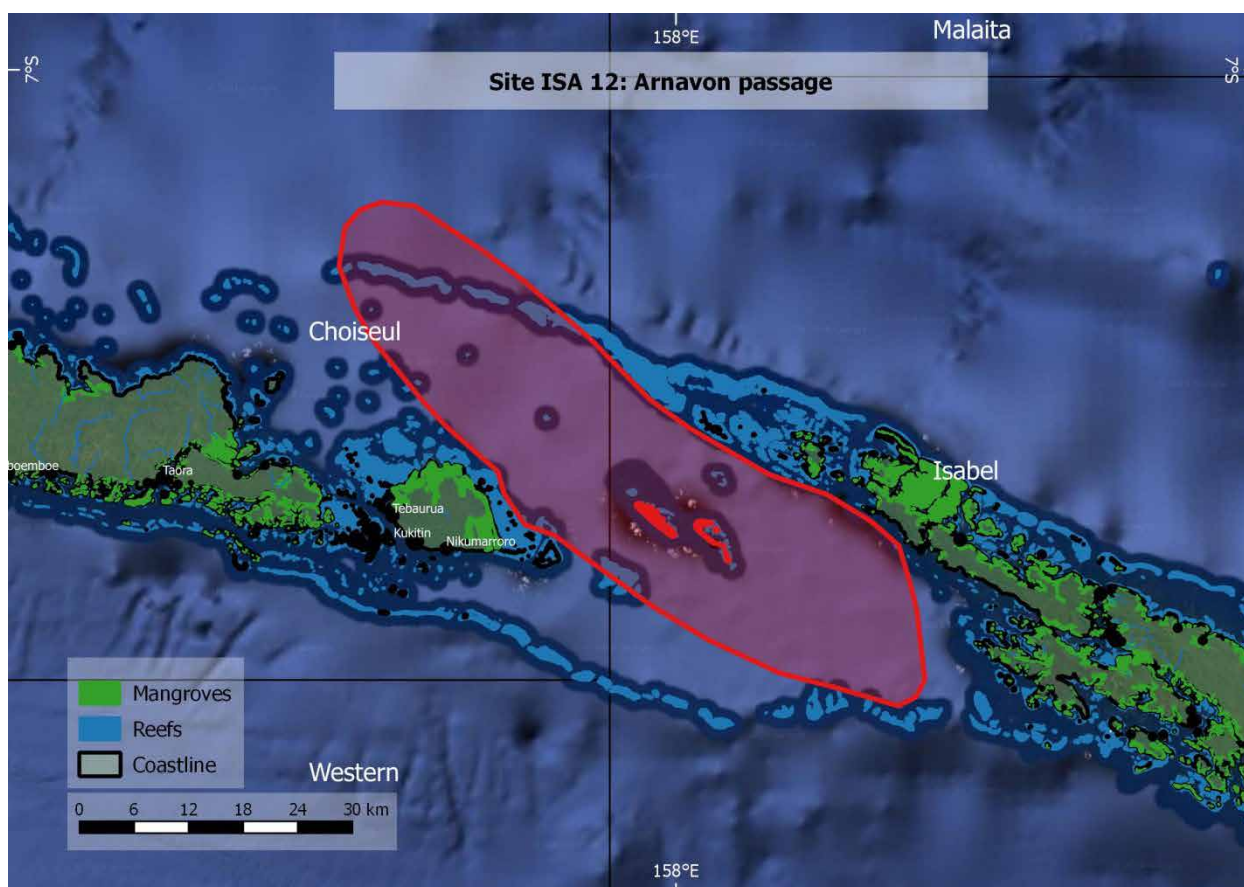 158°E
Malaita
7°S
7°S
Site ISA 12: Arnavon passage
Choiseul
Isabel
boemboe
Taora
Tebaurua
Kukitin
Nikumarroro
Mangroves
Reefs
Coastline
Western
0 6 12 18 24 30 km
158°E